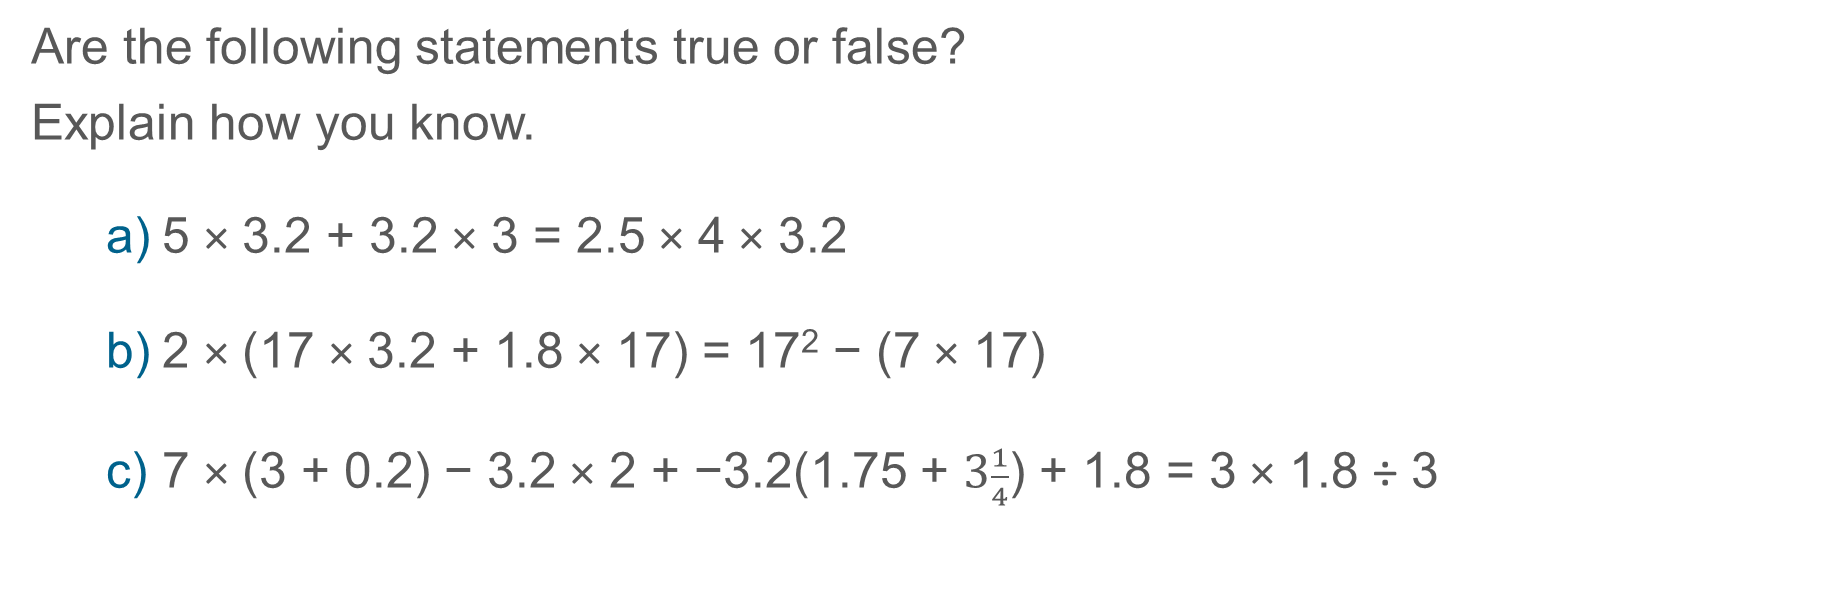 Are the following statements true or false?
Explain how you know.
a) 5 × 3.2 + 3.2 × 3 = 2.5 × 4 × 3.2
b) 2 × (17 × 3.2 + 1.8 × 17) = 17² − (7 × 17)
c) 7 × (3 + 0.2) − 3.2 × 2 + −3.2(1.75 + 3¼) + 1.8 = 3 × 1.8 ÷ 3